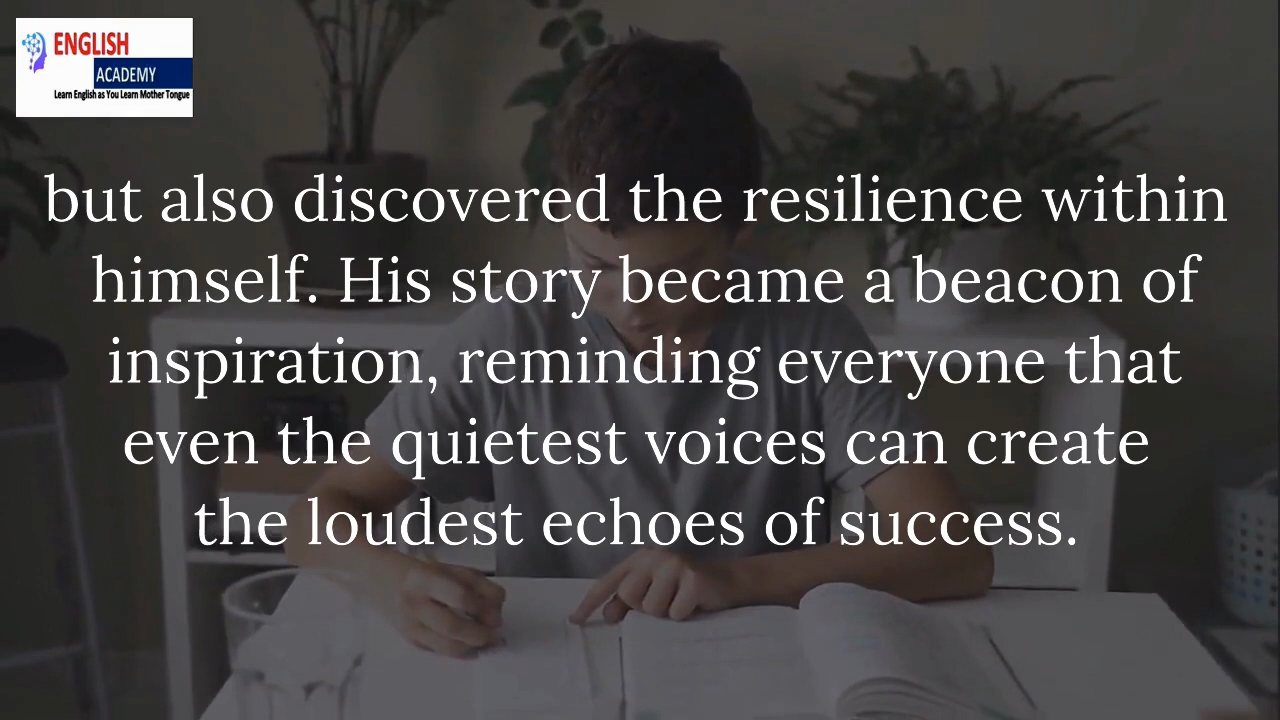 ENGLISH
ACADEMY
Learn English as You Learn Mother Tongue
but also discovered the resilience within
himself. His story became a beacon of
inspiration, reminding everyone that
even the quietest voices can create
the loudest echoes of success.